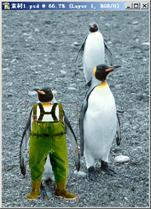 素材1.psd @ 66.7% (Layer 1, RGB/8)